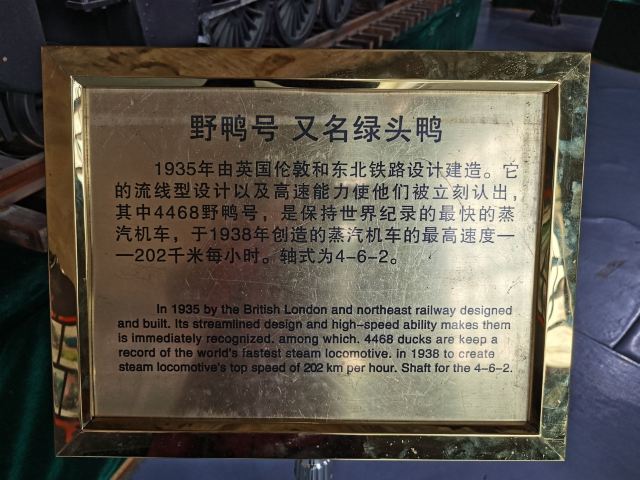 野鸭号 又名绿头鸭
1935年由英国伦敦和东北铁路设计建造。它
的流线型设计以及高速能力使他们被立刻认出，
其中4468野鸭号，是保持世界纪录的最快的蒸
汽机车，于1938年创造的蒸汽机车的最高速度—
—202千米每小时。轴式为4-6-2。
In 1935 by the British London and northeast railway designed
and built. Its streamlined design and high-speed ability makes them
is immediately recognized. among which. 4468 ducks are keep a
record of the world's fastest steam locomotive. in 1938 to create
steam locomotive's top speed of 202 km per hour. Shaft for the 4-6-2.